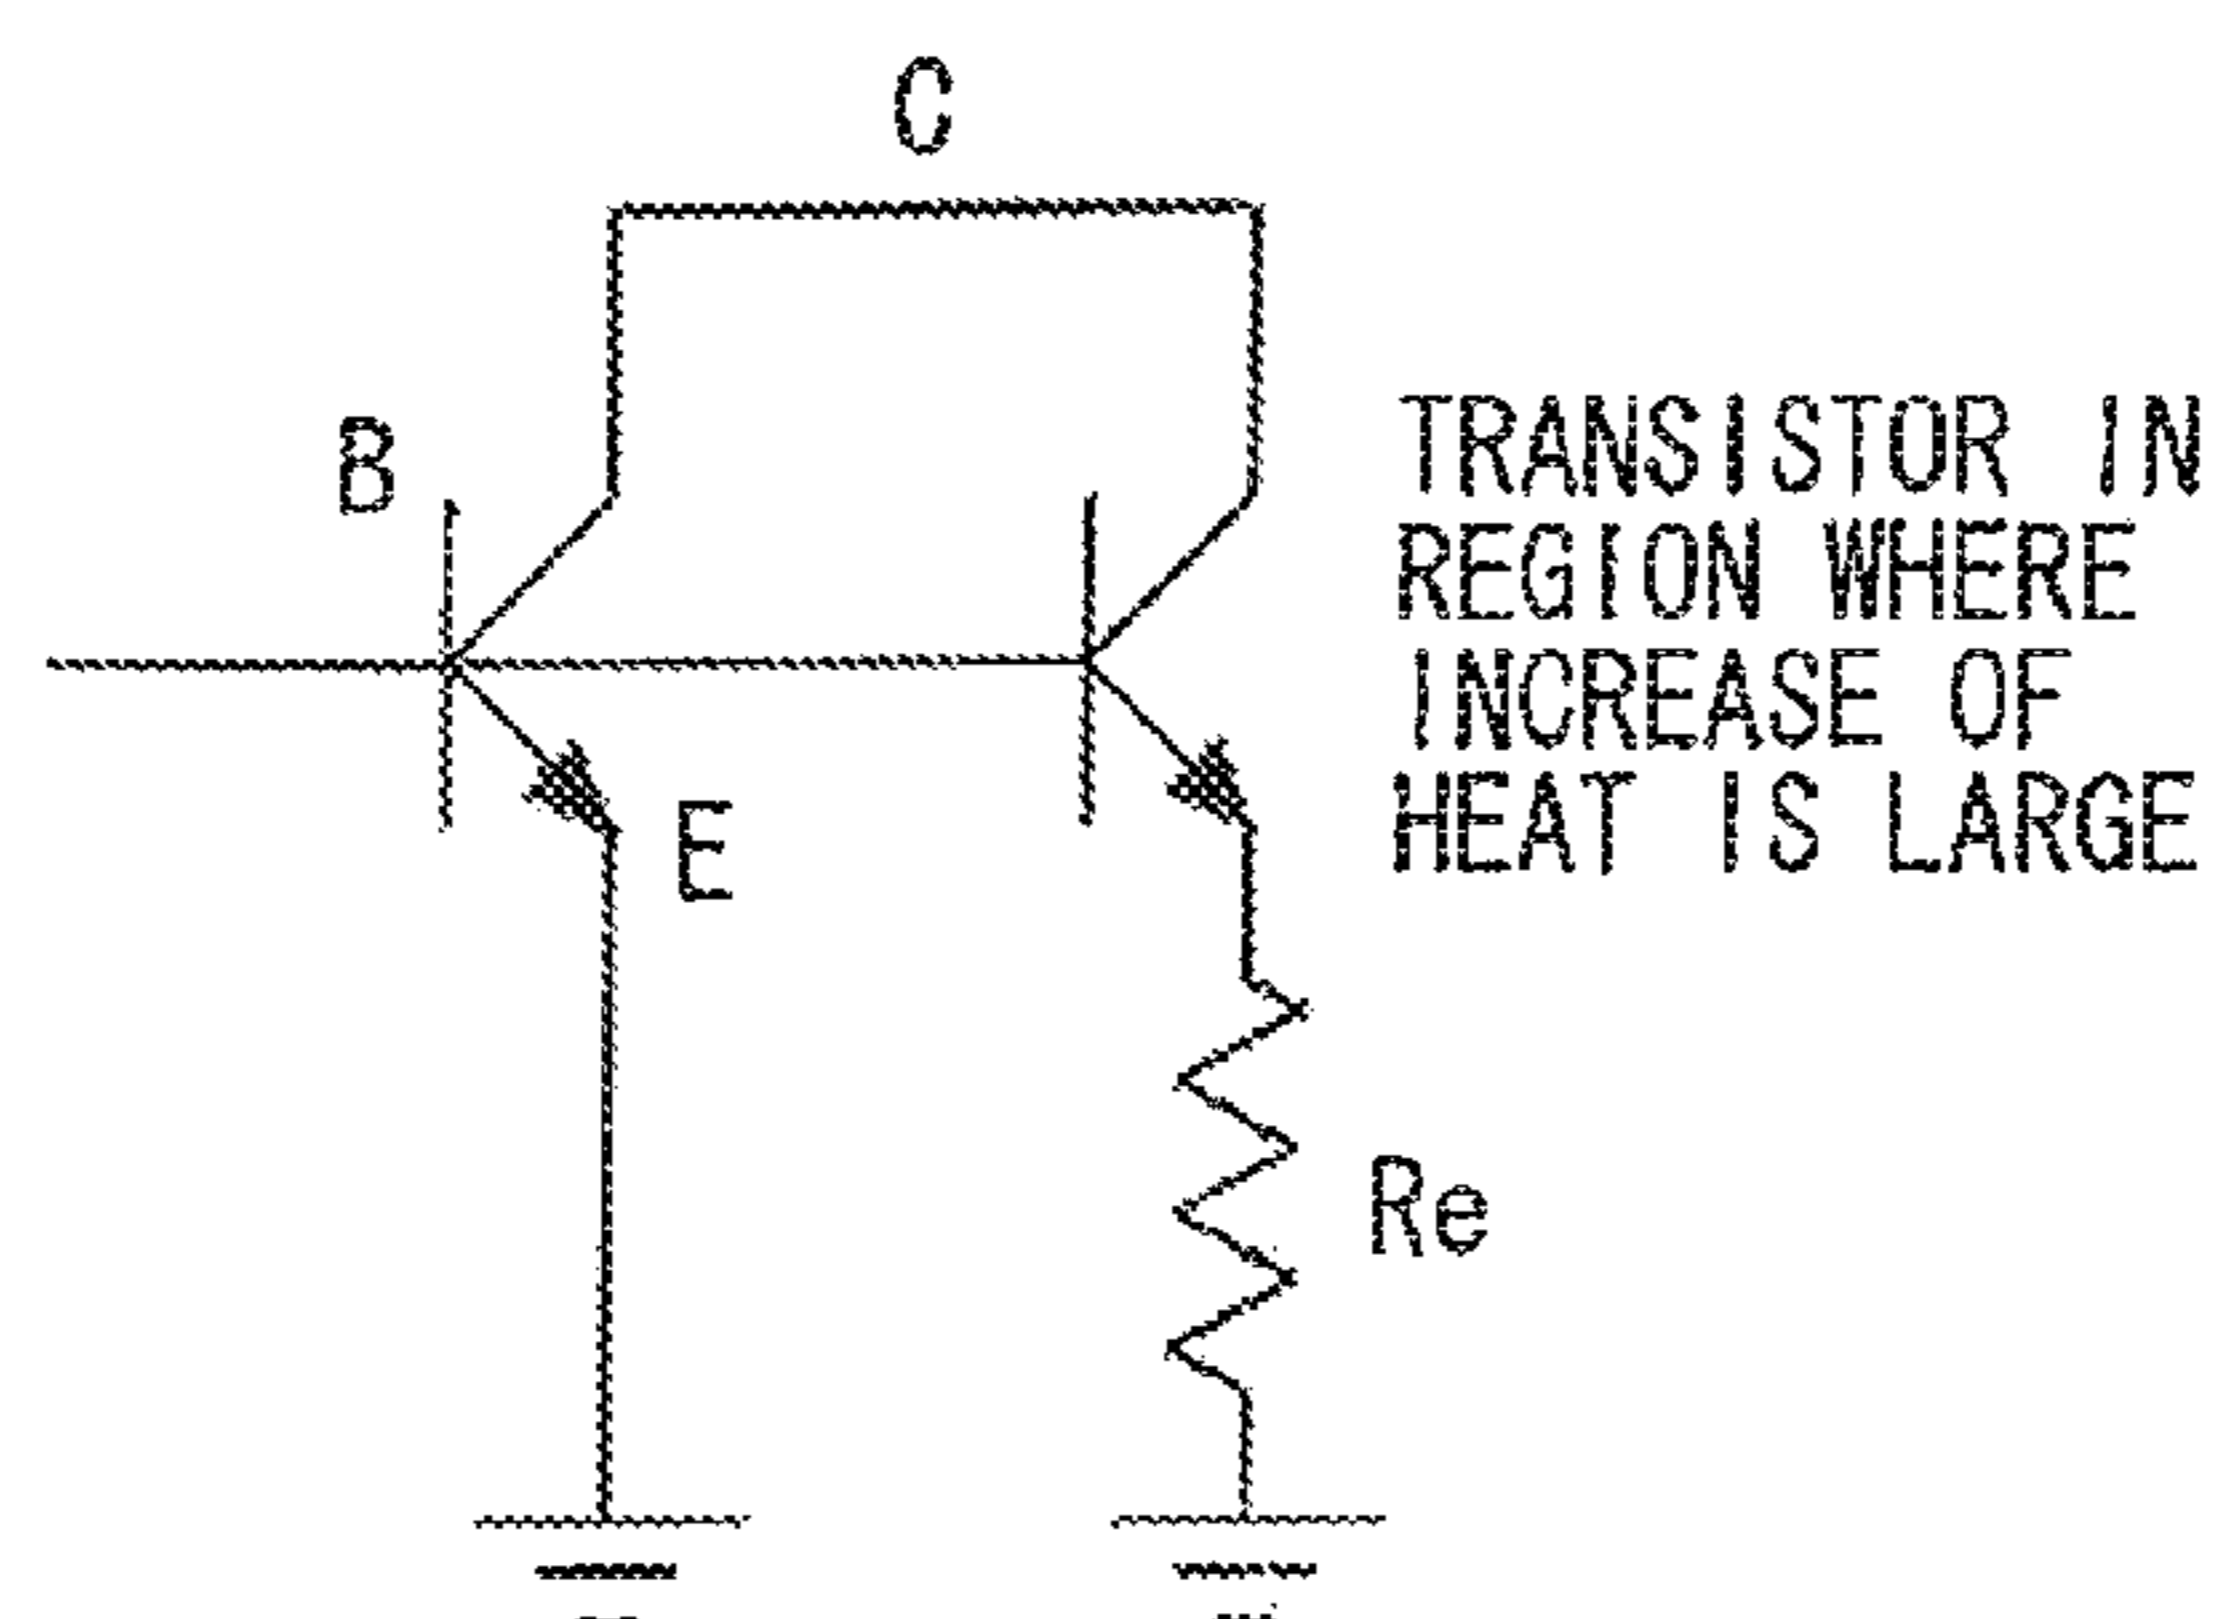 C
B
TRANSISTOR IN
REGION WHERE
INCREASE OF
HEAT IS LARGE
E
Re